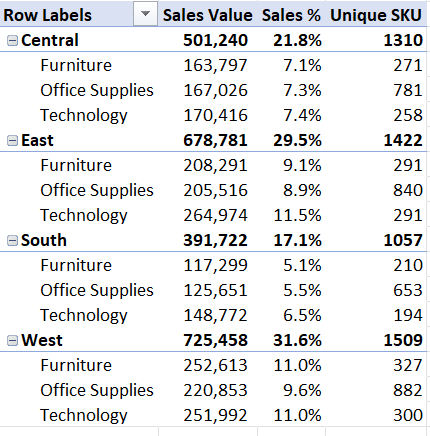 Row Labels Sales Value Sales % Unique SKU
Central 501,240 21.8% 1310
Furniture 163,797 7.1% 271
Office Supplies 167,026 7.3% 781
Technology 170,416 7.4% 258
East 678,781 29.5% 1422
Furniture 208,291 9.1% 291
Office Supplies 205,516 8.9% 840
Technology 264,974 11.5% 291
South 391,722 17.1% 1057
Furniture 117,299 5.1% 210
Office Supplies 125,651 5.5% 653
Technology 148,772 6.5% 194
West 725,458 31.6% 1509
Furniture 252,613 11.0% 327
Office Supplies 220,853 9.6% 882
Technology 251,992 11.0% 300